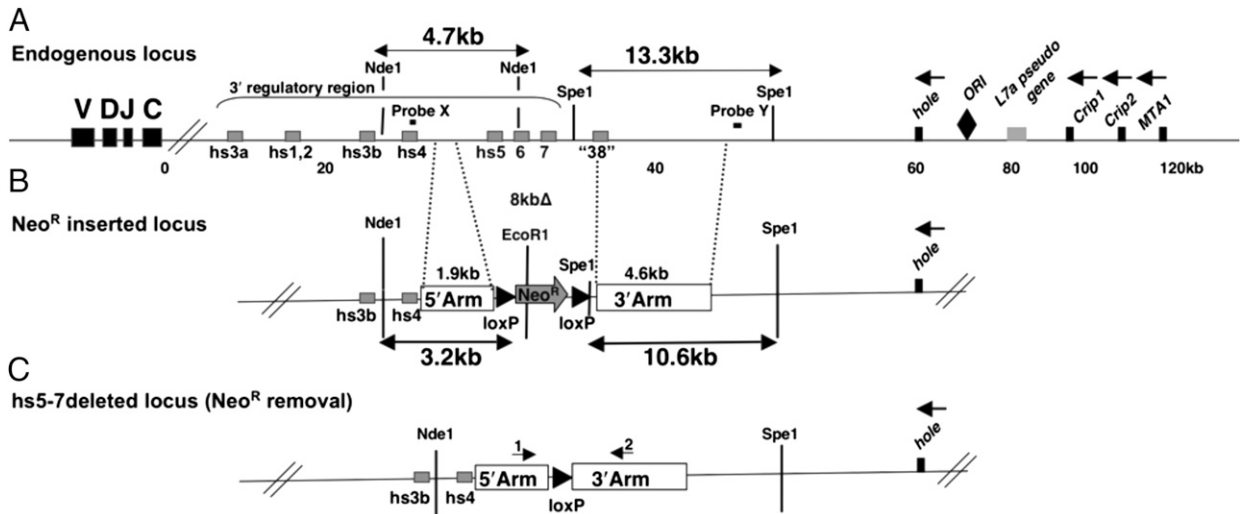 A
Endogenous locus
4.7kb
13.3kb
Nde1 Nde1
3′ regulatory region
Spe1 Spe1
Probe X Probe Y
V DJ C
hole ORI L7a pseudo gene Crip1 Crip2 MTA1
hs3a hs1,2 hs3b hs4 hs5 6 7 “38”
0 20 40 60 80 100 120kb
B
8kbΔ
NeoR inserted locus
Nde1 EcoR1 Spe1 Spe1
hole
1.9kb 4.6kb
5′Arm NeoR 3′Arm
hs3b hs4 loxP loxP
3.2kb 10.6kb
C
hs5-7deleted locus (NeoR removal)
Nde1 1 2 Spe1
hole
5′Arm 3′Arm
hs3b hs4 loxP